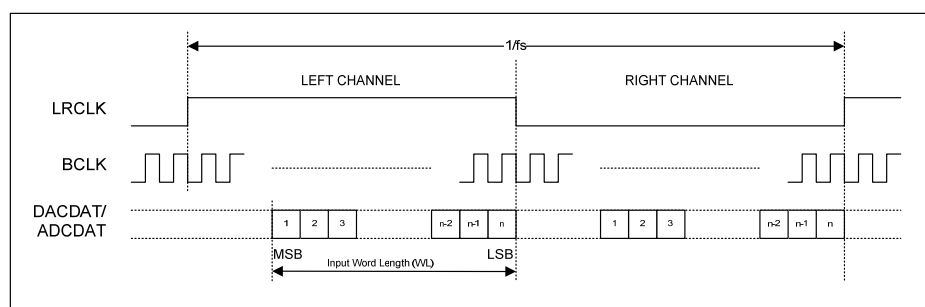 1/fs
LEFT CHANNEL RIGHT CHANNEL
LRCLK
BCLK
DACDAT/
ADCDAT
1 2 3 n-2 n-1 n 1 2 3 n-2 n-1 n
MSB LSB
Input Word Length (WL)